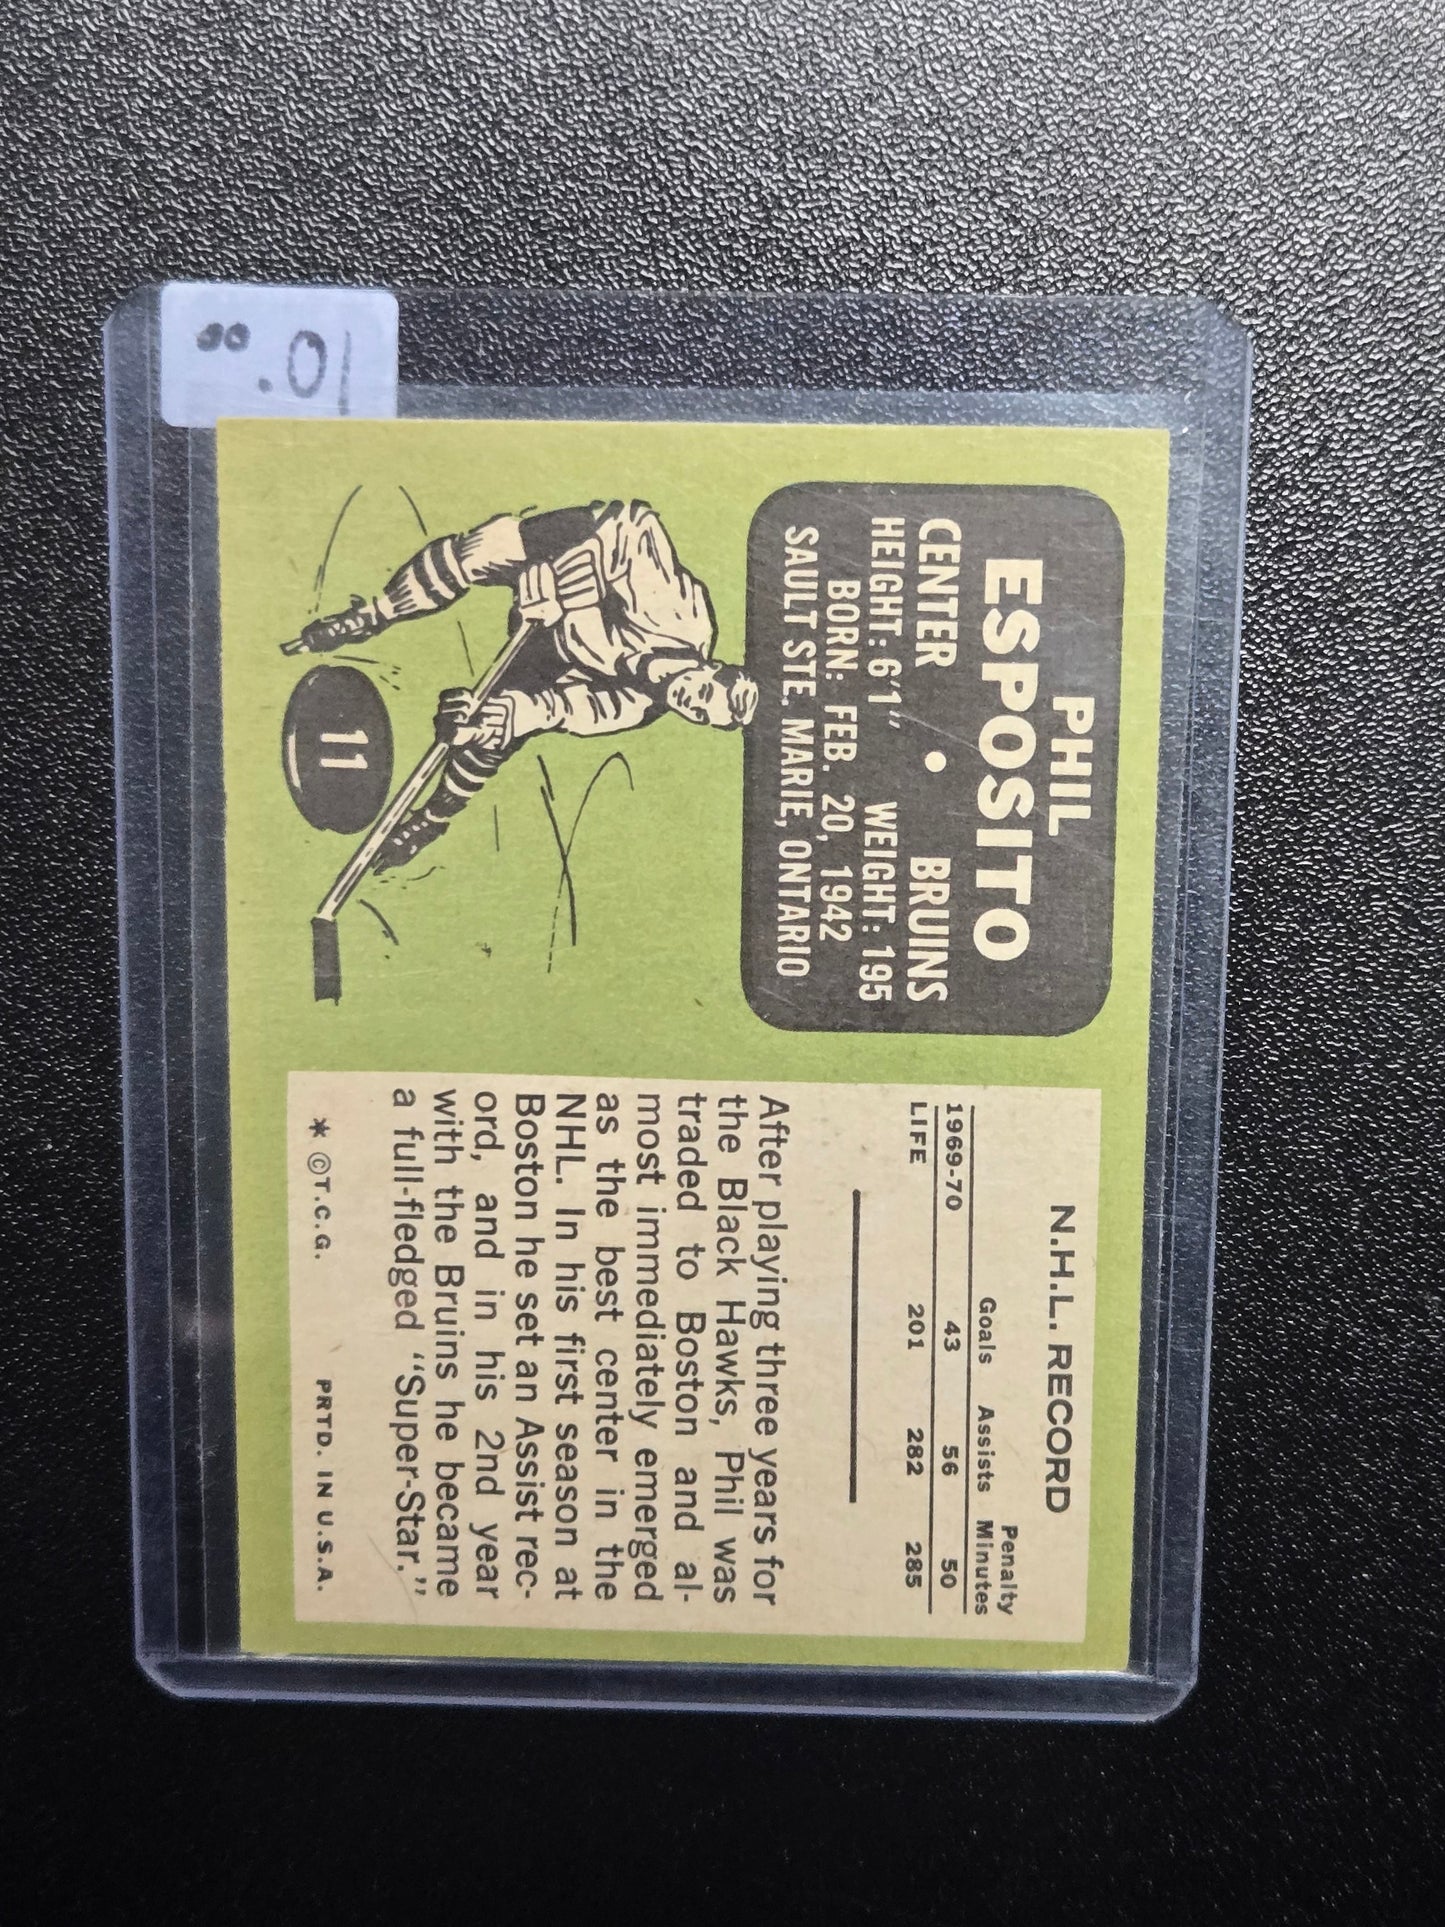 10.00
PHIL
ESPOSITO
CENTER • BRUINS
HEIGHT: 6'1" WEIGHT: 195
BORN: FEB. 20, 1942
SAULT STE. MARIE, ONTARIO
11
N.H.L. RECORD
Goals Assists Penalty Minutes
1969-70 43 56 50
LIFE 201 282 285
After playing three years for
the Black Hawks, Phil was
traded to Boston and al-
most immediately emerged
as the best center in the
NHL. In his first season at
Boston he set an Assist rec-
ord, and in his 2nd year
with the Bruins he became
a full-fledged "Super-Star."
* ©T.C.G. PRTD. IN U.S.A.